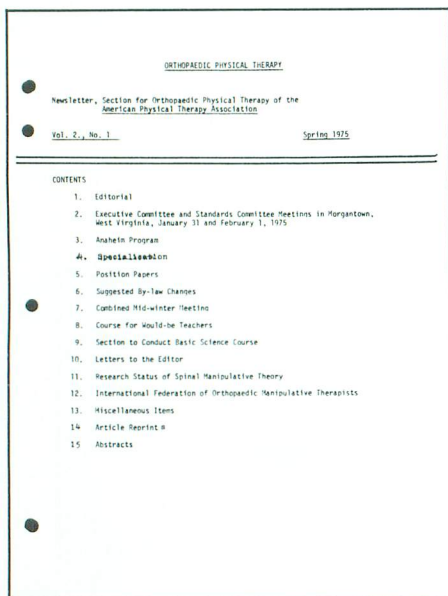 ORTHOPAEDIC PHYSICAL THERAPY
Newsletter, Section for Orthopaedic Physical Therapy of the
American Physical Therapy Association
Vol. 2., No. 1 Spring 1975
CONTENTS
1. Editorial
2. Executive Committee and Standards Committee Meetings in Morgantown,
West Virginia, January 31 and February 1, 1975
3. Anaheim Program
4. Specialisation
5. Position Papers
6. Suggested By-law Changes
7. Combined Mid-winter Meeting
8. Course for Would-be Teachers
9. Section to Conduct Basic Science Course
10. Letters to the Editor
11. Research Status of Spinal Manipulative Theory
12. International Federation of Orthopaedic Manipulative Therapists
13. Miscellaneous Items
14 Article Reprint
15 Abstracts